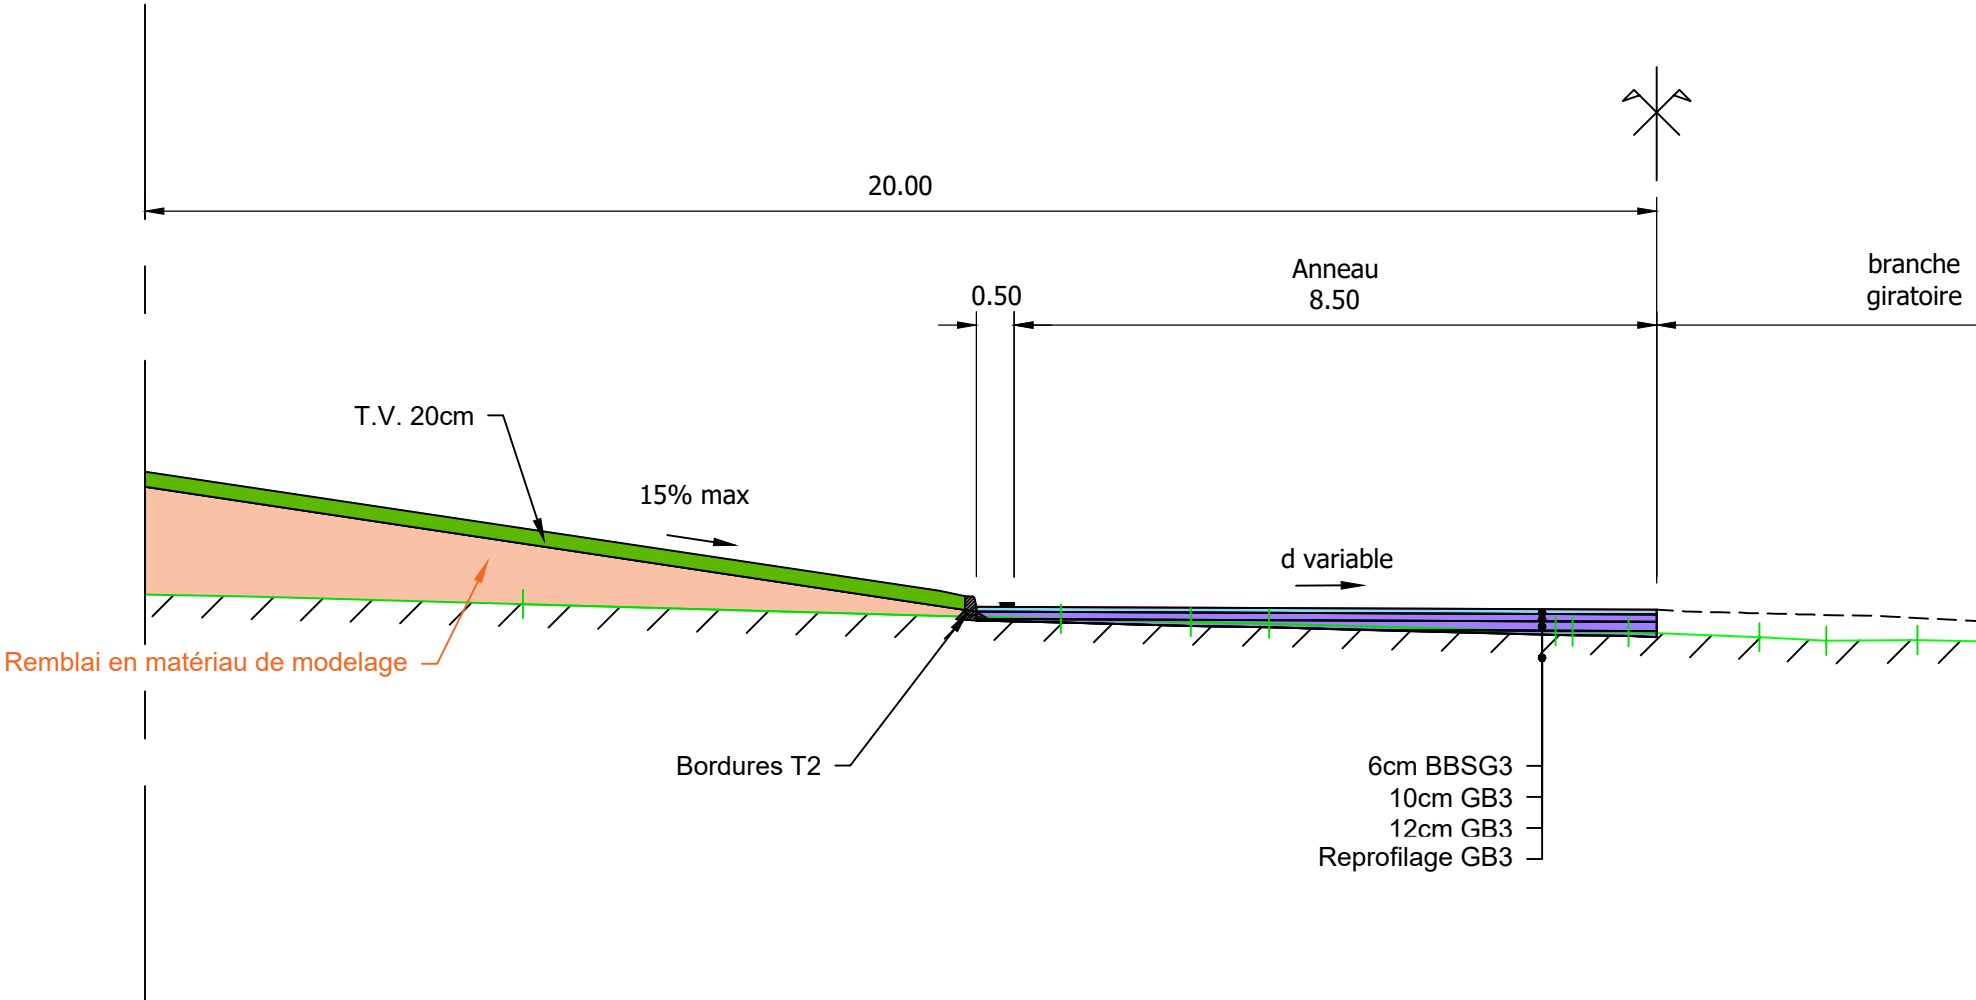 20.00
Anneau
8.50
0.50
branche
giratoire
T.V. 20cm
15% max
d variable
Remblai en matériau de modelage
Bordures T2
6cm BBSG3
10cm GB3
12cm GB3
Reprofilage GB3